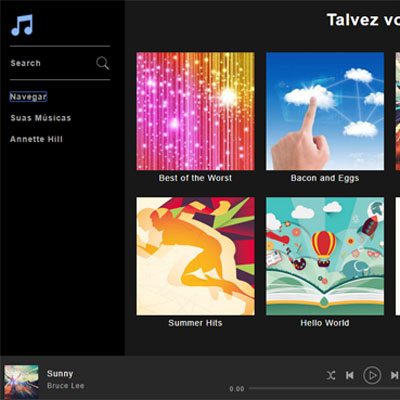 Talvez vo
Search
Navegar
Suas Músicas
Annette Hill
Best of the Worst
Bacon and Eggs
Summer Hits
Hello World
Sunny
Bruce Lee
0.00